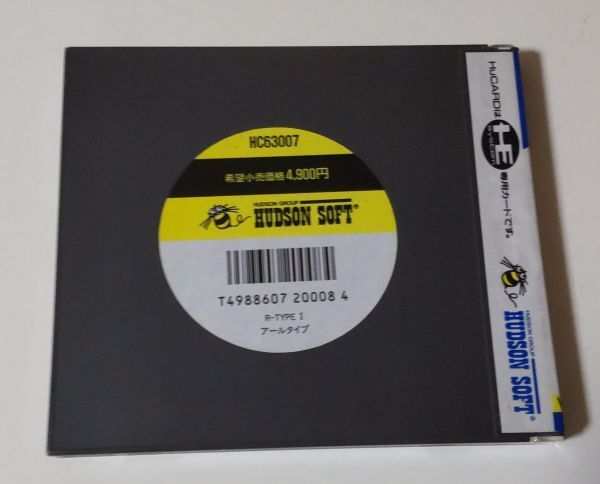 HC63007
希望小売価格4,900円
HUDSON GROUP
HUDSON SOFT®
T4988607 20008 4
R-TYPE I
アールタイプ
HuCARDは
HE
SYSTEM
専用カードです。
HUDSON GROUP
HUDSON SOFT®